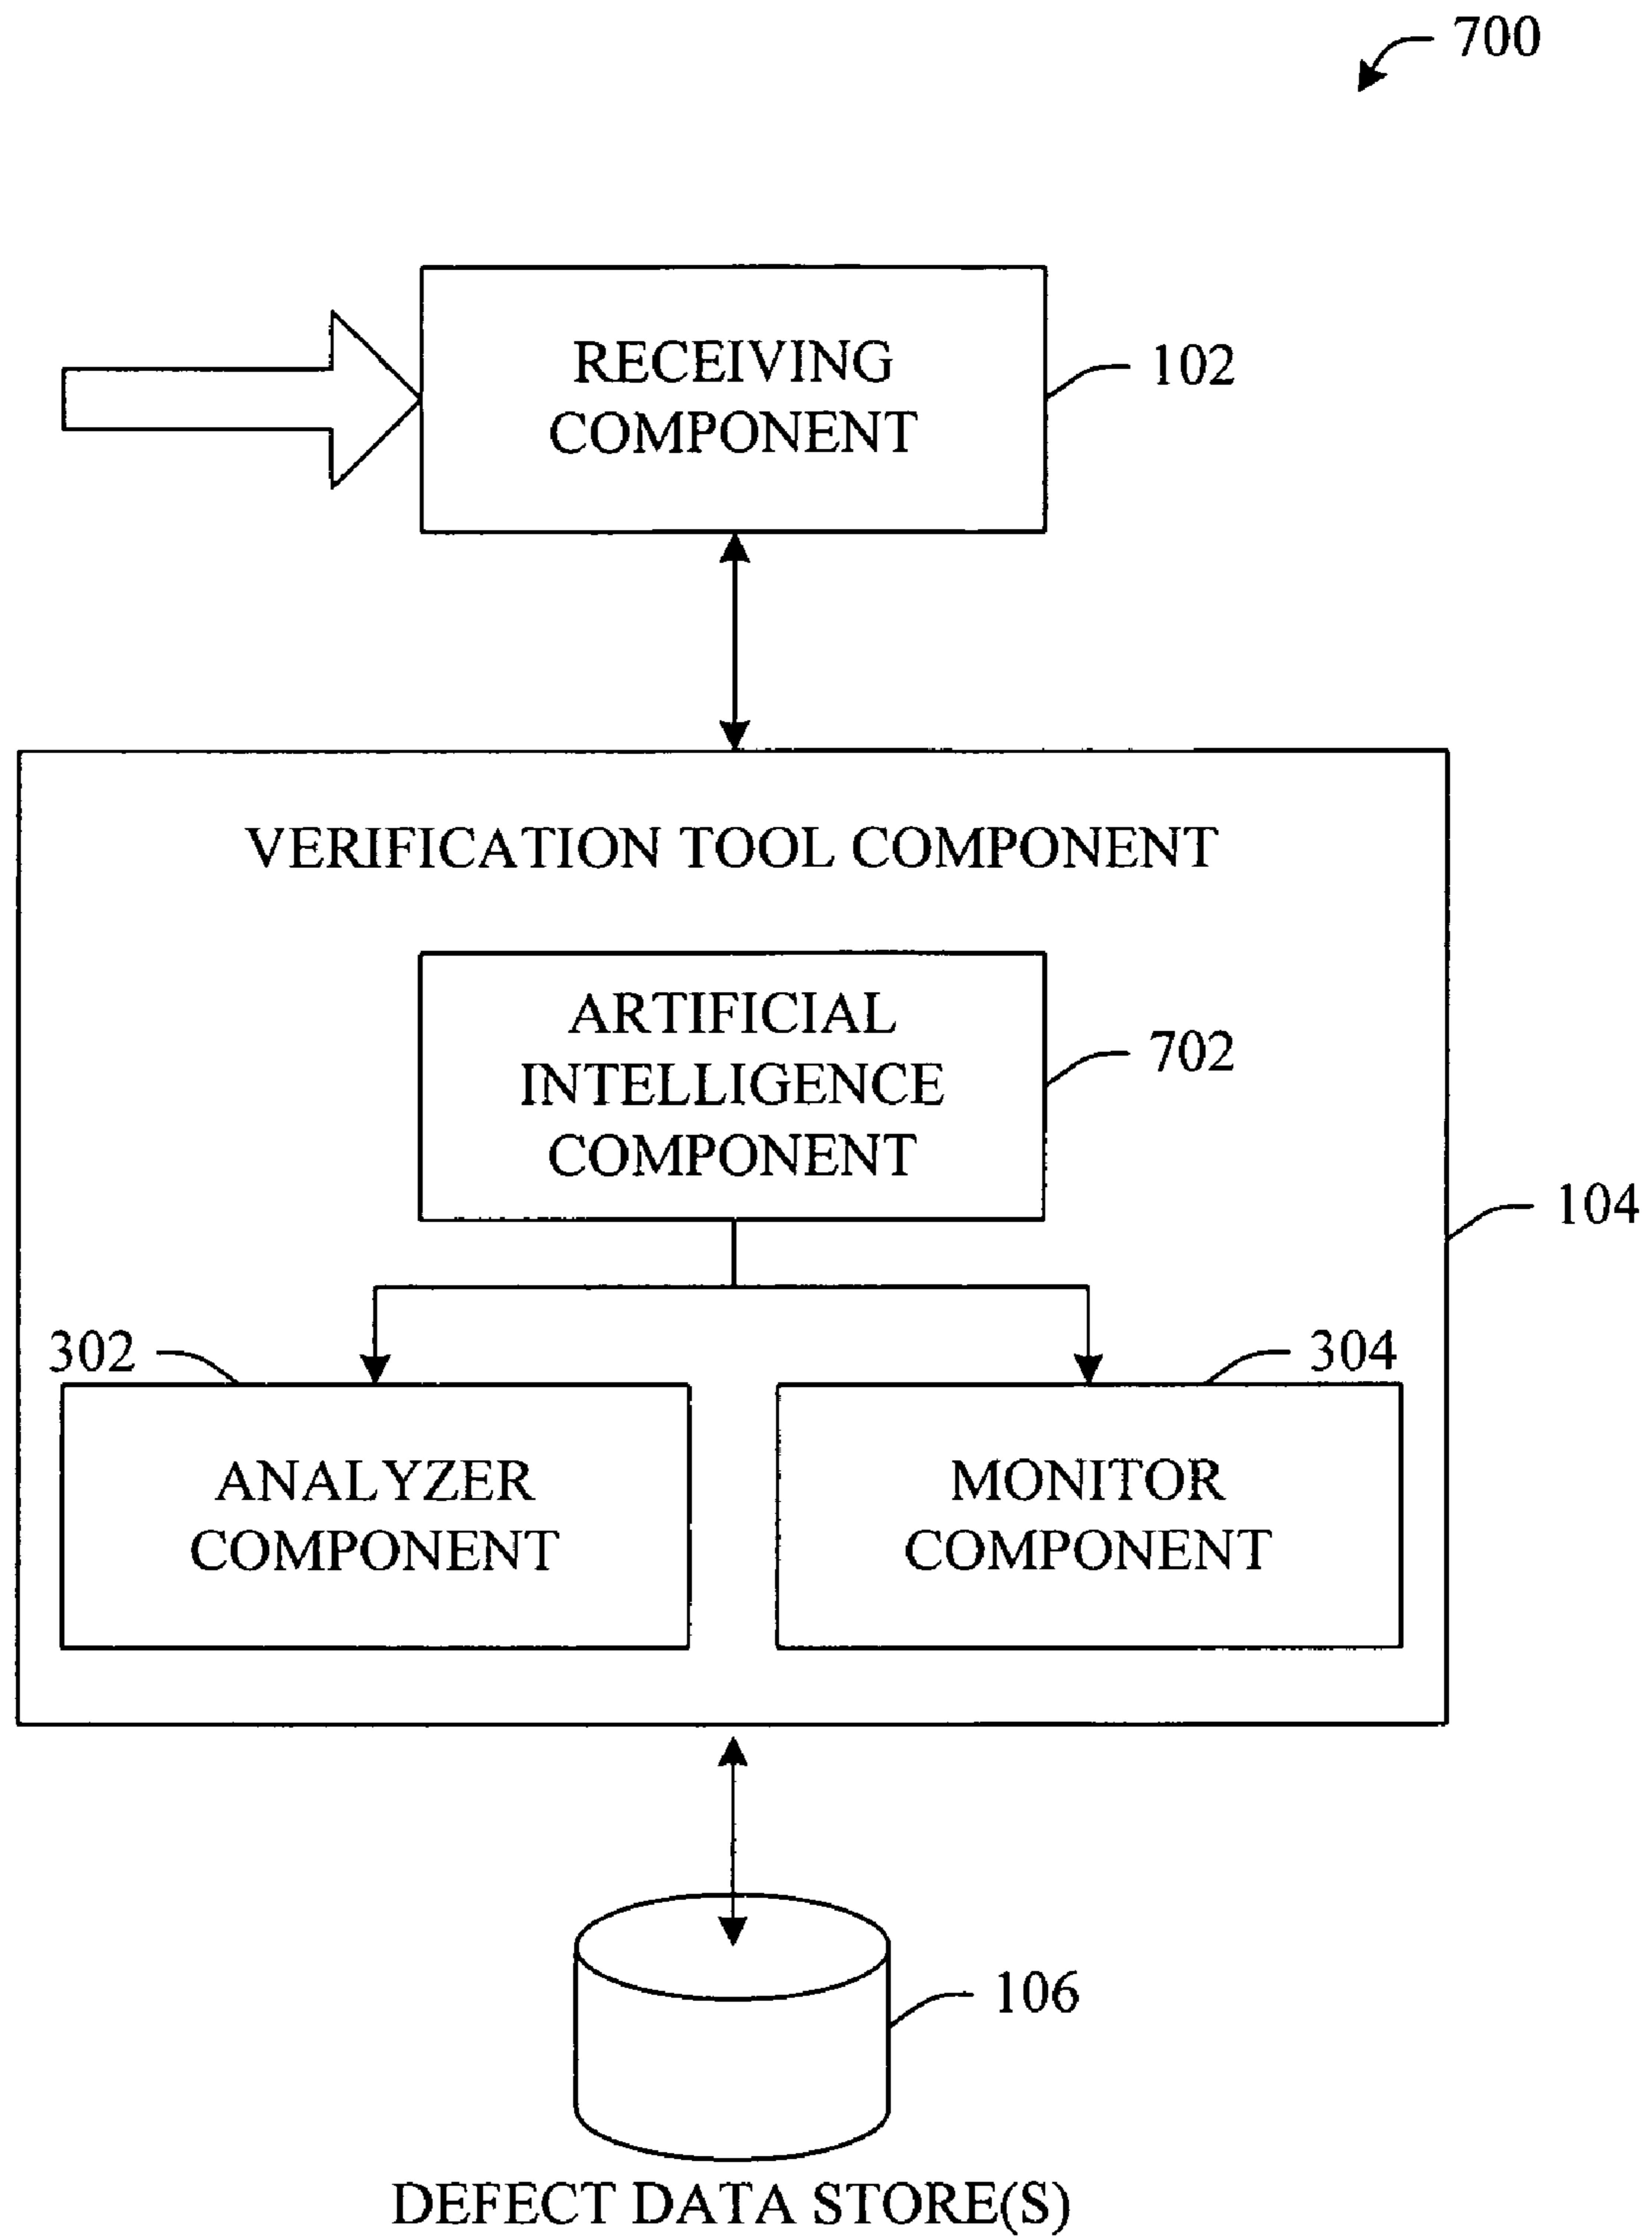 700
RECEIVING
COMPONENT
102
VERIFICATION TOOL COMPONENT
ARTIFICIAL
INTELLIGENCE
COMPONENT
702
104
302
304
ANALYZER
COMPONENT
MONITOR
COMPONENT
106
DEFECT DATA STORE(S)